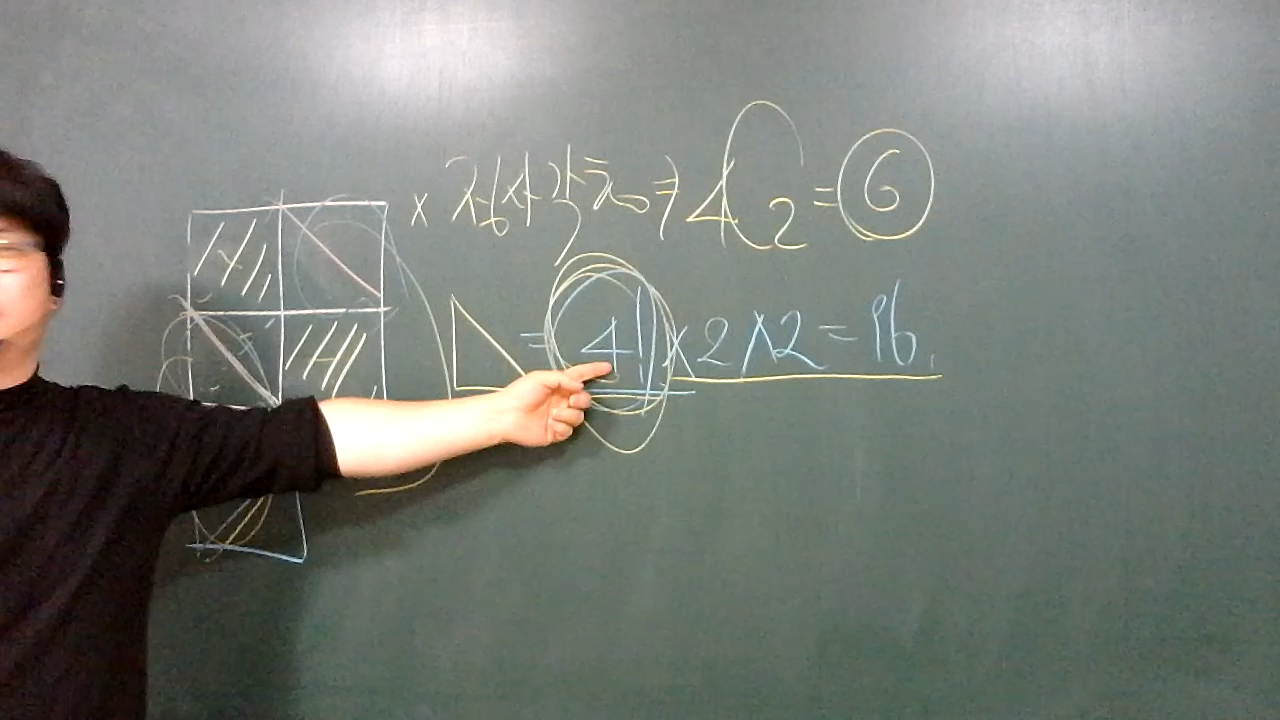 × 정사각형 ⇒ 4C2 = 6
= 4! × 2 × 2 = 96.